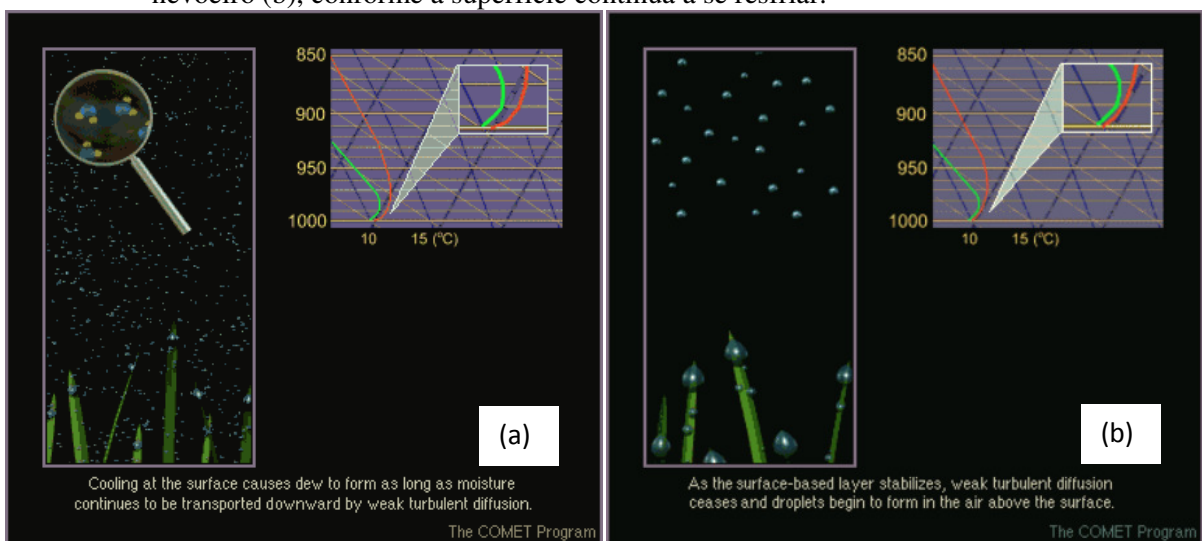 nevoeiro (b), conforme a superfície continua a se resfriar.
850
900
950
1000
10
15 (°C)
(a)
Cooling at the surface causes dew to form as long as moisture
continues to be transported downward by weak turbulent diffusion.
The COMET Program
850
900
950
1000
10
15 (°C)
(b)
As the surface-based layer stabilizes, weak turbulent diffusion
ceases and droplets begin to form in the air above the surface.
The COMET Program